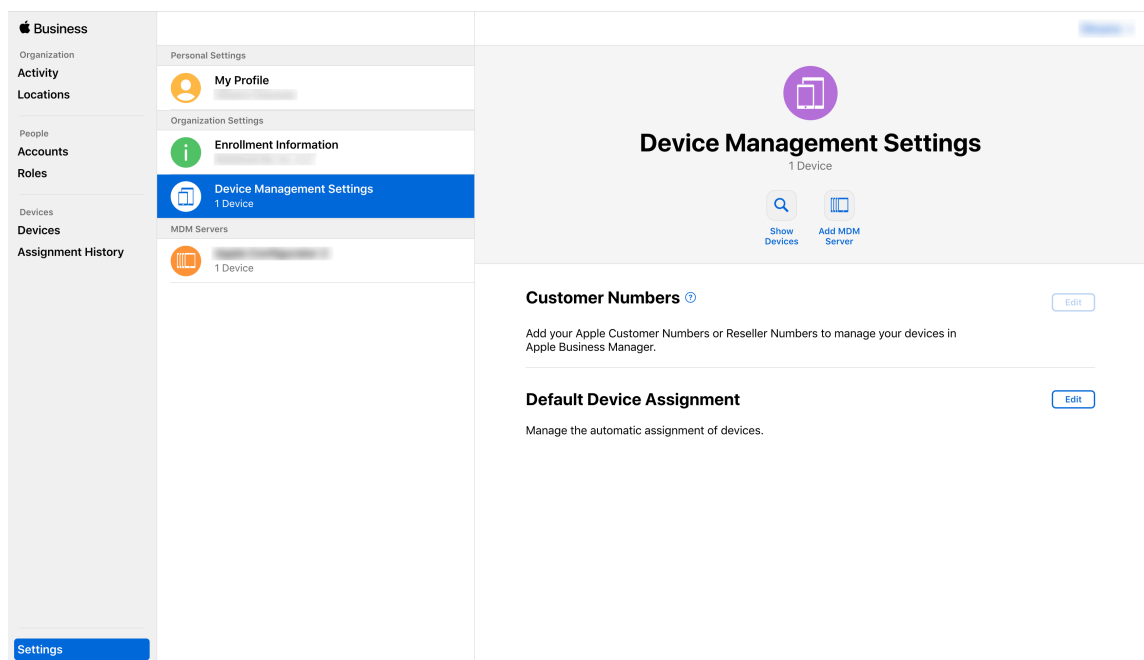 Business
Organization
Activity
Locations
People
Accounts
Roles
Devices
Devices
Assignment History
Settings
Personal Settings
My Profile
Organization Settings
Enrollment Information
Device Management Settings
1 Device
MDM Servers
1 Device
Device Management Settings
1 Device
Show
Devices
Add MDM
Server
Customer Numbers
Edit
Add your Apple Customer Numbers or Reseller Numbers to manage your devices in
Apple Business Manager.
Default Device Assignment
Edit
Manage the automatic assignment of devices.